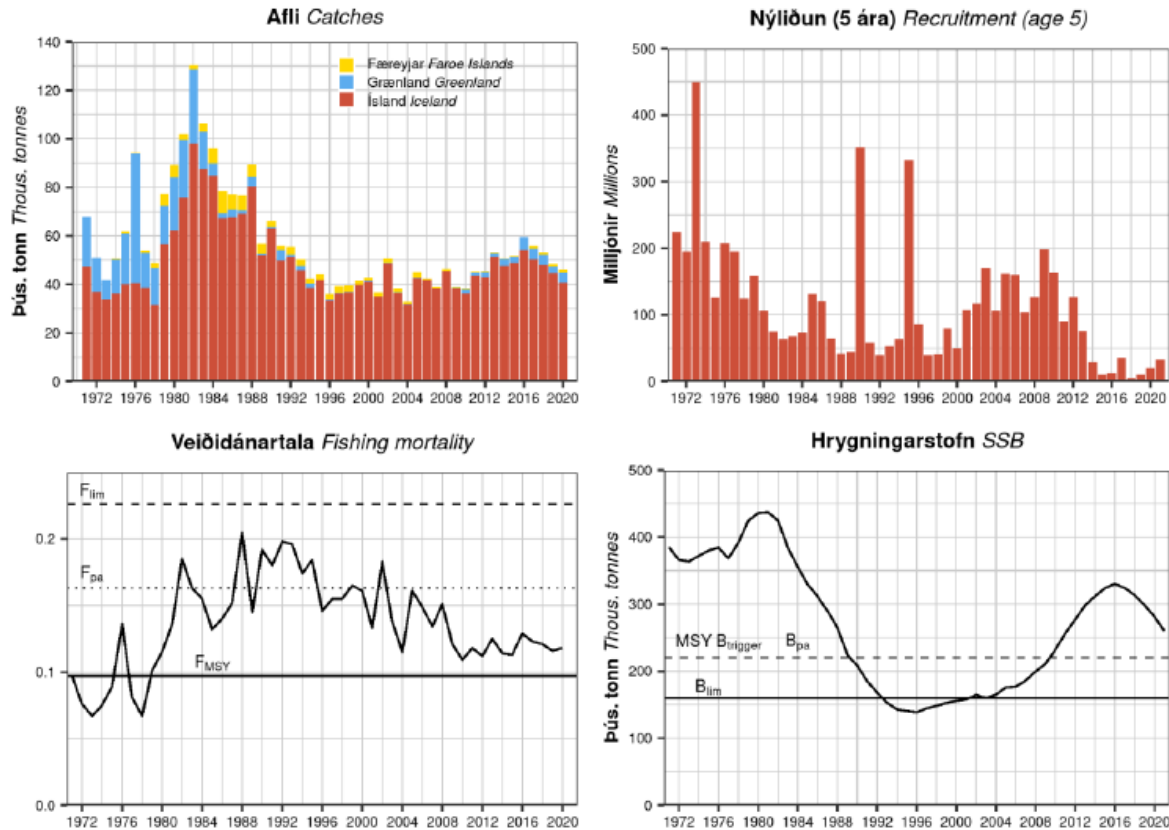 Afli Catches
Þús. tonn Thous. tonnes
140
120
100
80
60
40
20
0
Færeyjar Faroe Islands
Grænland Greenland
Ísland Iceland
1972 1976 1980 1984 1988 1992 1996 2000 2004 2008 2012 2016 2020
Nýliðun (5 ára) Recruitment (age 5)
Milljónir Millions
500
400
300
200
100
0
1972 1976 1980 1984 1988 1992 1996 2000 2004 2008 2012 2016 2020
Veiðidánartala Fishing mortality
0.2
0.1
0.0
Flim
Fpa
FMSY
1972 1976 1980 1984 1988 1992 1996 2000 2004 2008 2012 2016 2020
Hrygningarstofn SSB
Þús. tonn Thous. tonnes
500
400
300
200
100
0
MSY Btrigger Bpa
Blim
1972 1976 1980 1984 1988 1992 1996 2000 2004 2008 2012 2016 2020